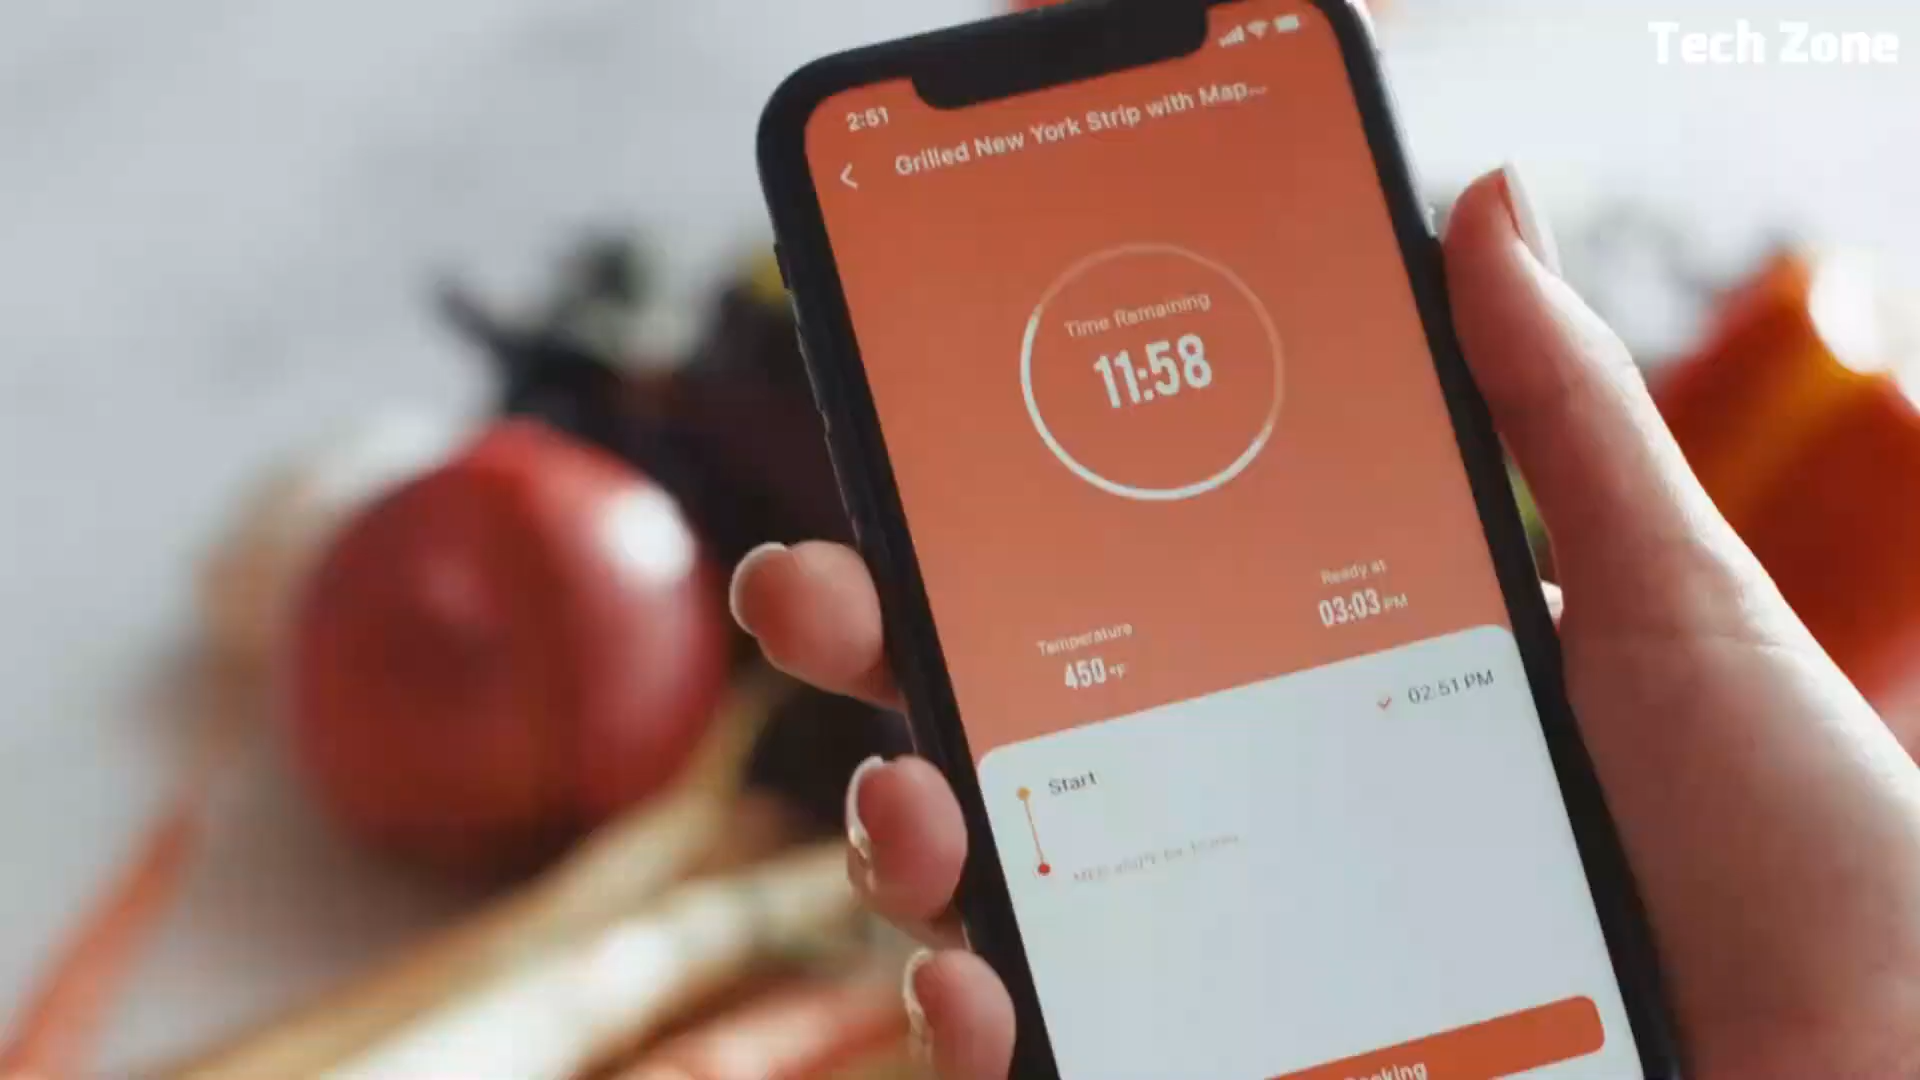 Tech Zone
2:51
Grilled New York Strip with Map...
Time Remaining
11:58
Ready at
03:03 PM
Temperature
450 °F
02:51 PM
Start